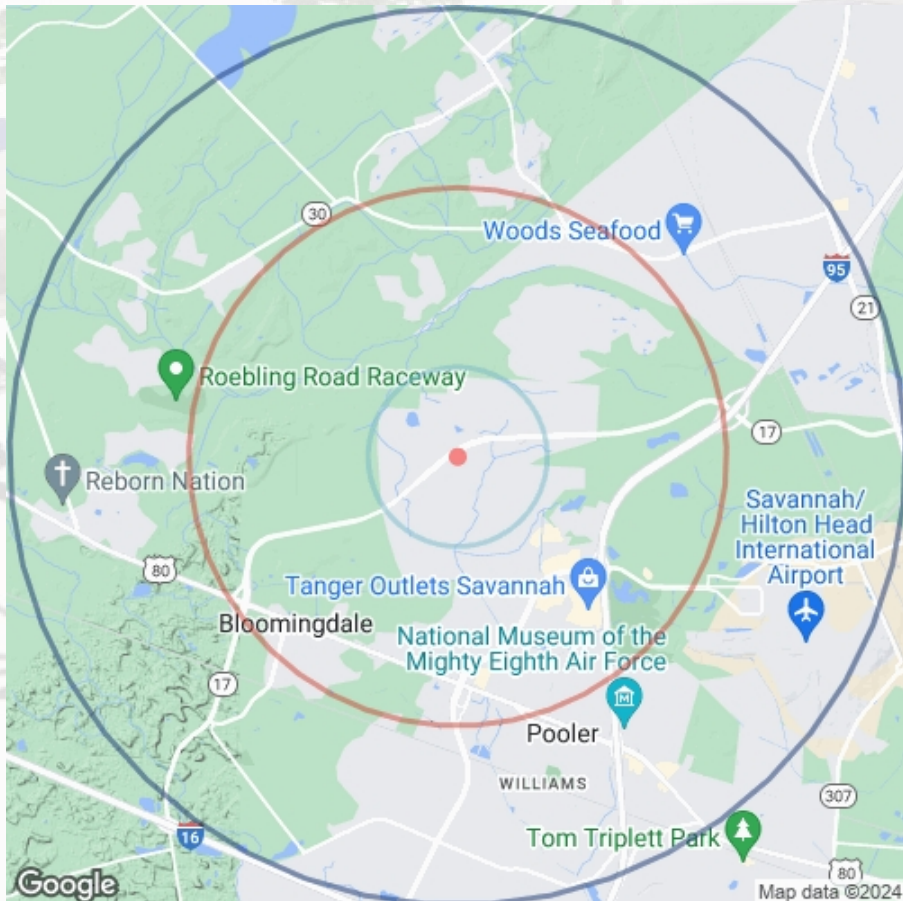 30
Woods Seafood
95
21
Roebling Road Raceway
17
Reborn Nation
Savannah/
Hilton Head
International
Airport
80
Tanger Outlets Savannah
Bloomingdale
National Museum of the
Mighty Eighth Air Force
17
M
Pooler
WILLIAMS
307
16
Tom Triplett Park
80
Google
Map data ©2024